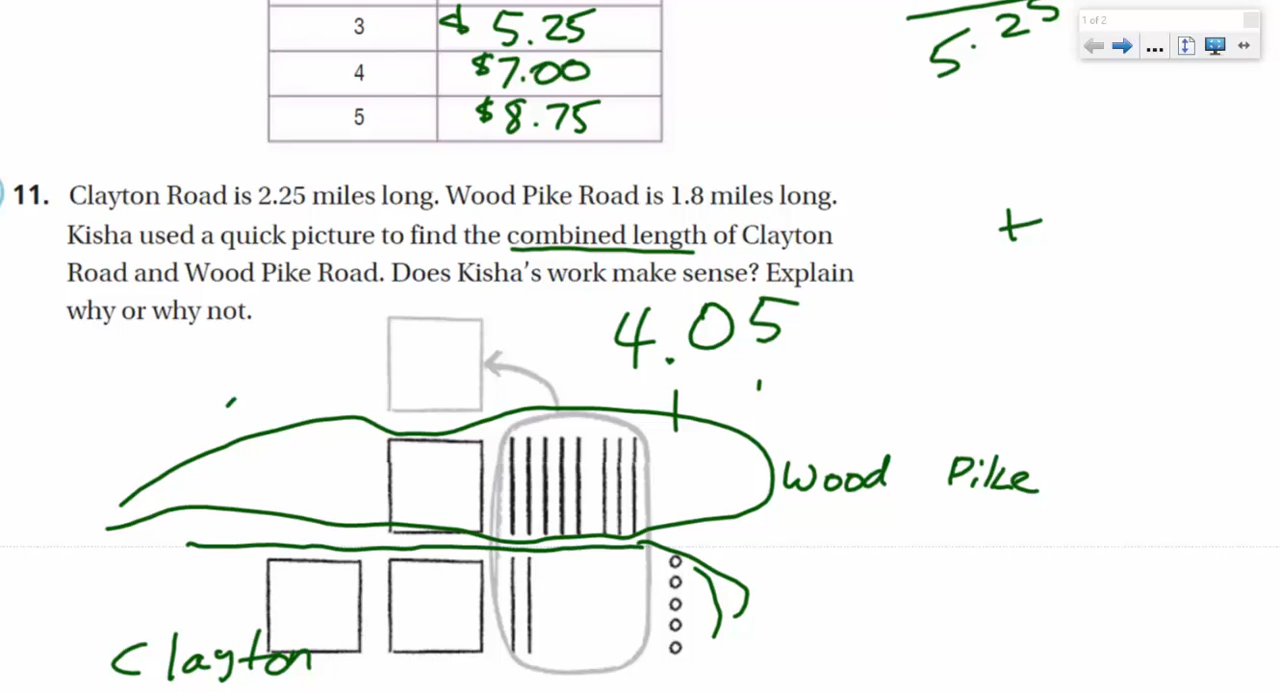 3 $ 5.25
5.25
1 of 2
4 $7.00
5 $8.75
11. Clayton Road is 2.25 miles long. Wood Pike Road is 1.8 miles long.
Kisha used a quick picture to find the combined length of Clayton
Road and Wood Pike Road. Does Kisha's work make sense? Explain
why or why not.
+
4.05
Wood Pike
Clayton